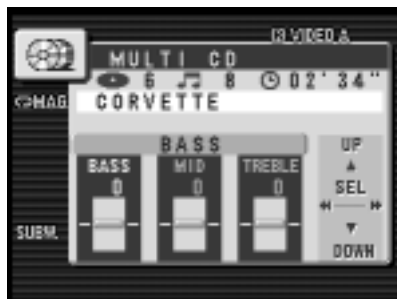 VIDEO A
MULTI CD
6 8 02'34"
<>MAG.
CORVETTE
BASS UP
BASS MID TREBLE
0 0 0 SEL
SUBW.
DOWN